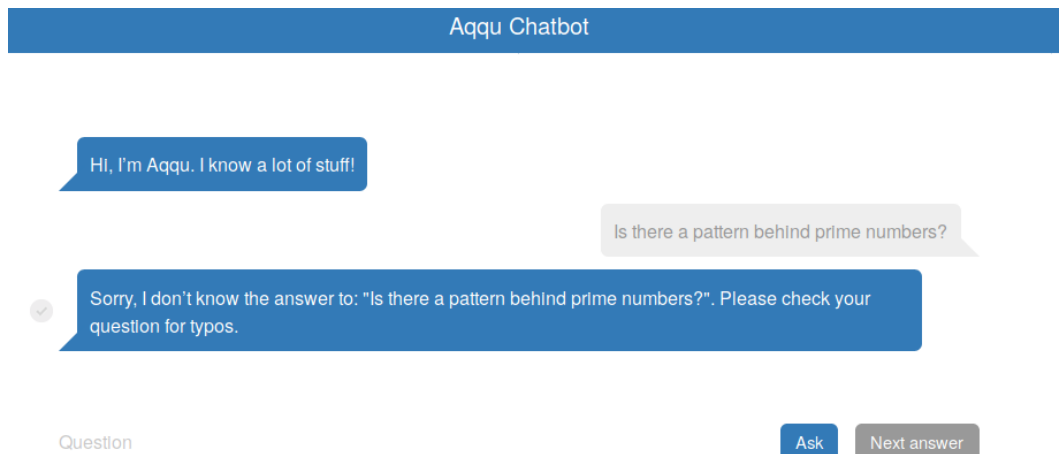 Aqqu Chatbot
Hi, I'm Aqqu. I know a lot of stuff!
Is there a pattern behind prime numbers?
Sorry, I don't know the answer to: "Is there a pattern behind prime numbers?". Please check your
question for typos.
Question
Ask
Next answer